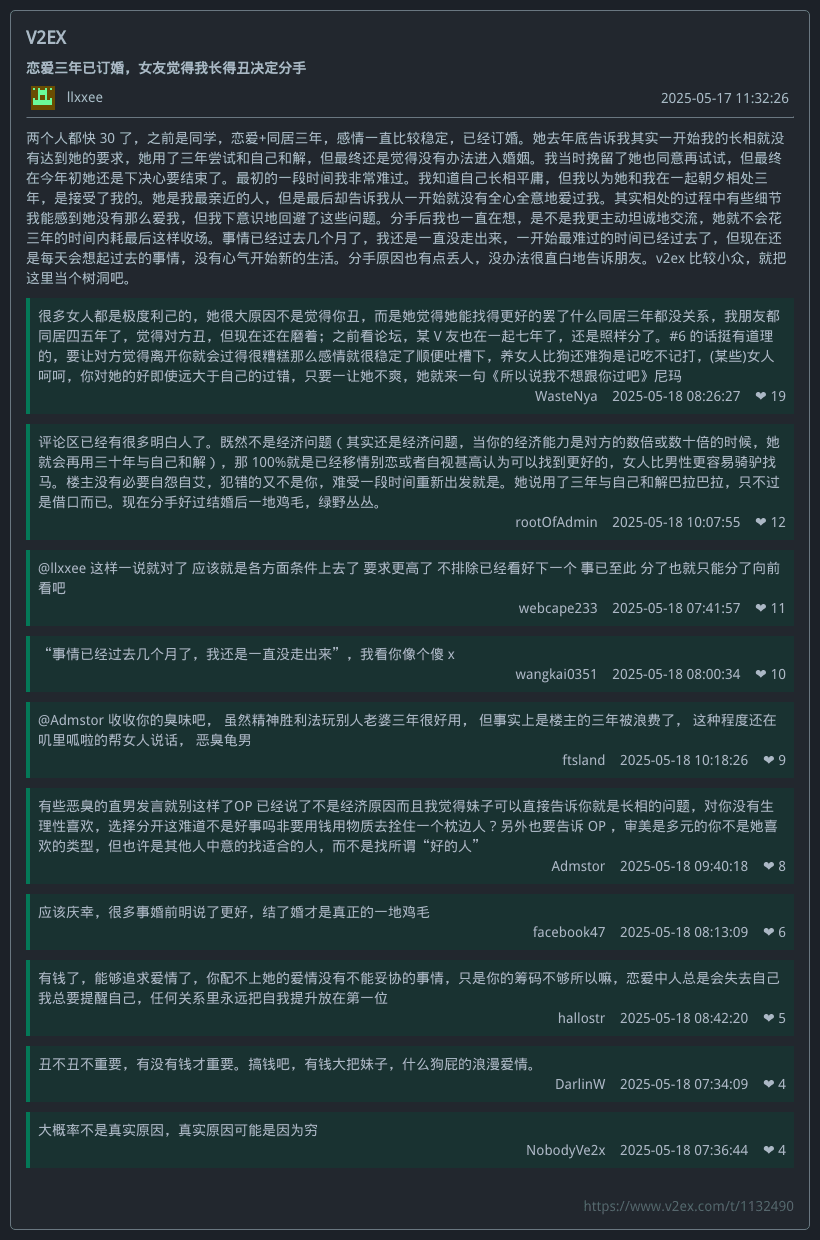 V2EX
恋爱三年已订婚，女友觉得我长得丑决定分手
llxxee 2025-05-17 11:32:26
两个人都快 30 了，之前是同学，恋爱+同居三年，感情一直比较稳定，已经订婚。她去年底告诉我其实一开始我的长相就没
有达到她的要求，她用了三年尝试和自己和解，但最终还是觉得没有办法进入婚姻。我当时挽留了她也同意再试试，但最终
在今年初她还是下决心要结束了。最初的一段时间我非常难过。我知道自己长相平庸，但我以为她和我在一起朝夕相处三
年，是接受了我的。她是我最亲近的人，但是最后却告诉我从一开始就没有全心全意地爱过我。其实相处的过程中有些细节
我能感到她没有那么爱我，但我下意识地回避了这些问题。分手后我也一直在想，是不是我更主动坦诚地交流，她就不会花
三年的时间内耗最后这样收场。事情已经过去几个月了，我还是一直没走出来，一开始最难过的时间已经过去了，但现在还
是每天会想起过去的事情，没有心气开始新的生活。分手原因也有点丢人，没办法很直白地告诉朋友。v2ex 比较小众，就把
这里当个树洞吧。
很多女人都是极度利己的，她很大原因不是觉得你丑，而是她觉得她能找得更好的罢了什么同居三年都没关系，我朋友都
同居四五年了，觉得对方丑，但现在还在磨着；之前看论坛，某 V 友也在一起七年了，还是照样分了。#6 的话挺有道理
的，要让对方觉得离开你就会过得很糟糕那么感情就很稳定了顺便吐槽下，养女人比狗还难狗是记吃不记打，(某些)女人
呵呵，你对她的好即使远大于自己的过错，只要一让她不爽，她就来一句《所以说我不想跟你过吧》尼玛
WasteNya 2025-05-18 08:26:27 ❤ 19
评论区已经有很多明白人了。既然不是经济问题（其实还是经济问题，当你的经济能力是对方的数倍或数十倍的时候，她
就会再用三十年与自己和解），那 100%就是已经移情别恋或者自视甚高认为可以找到更好的，女人比男性更容易骑驴找
马。楼主没有必要自怨自艾，犯错的又不是你，难受一段时间重新出发就是。她说用了三年与自己和解巴拉巴拉，只不过
是借口而已。现在分手好过结婚后一地鸡毛，绿野怂怂。
rootOfAdmin 2025-05-18 10:07:55 ❤ 12
@llxxee 这样一说就对了 应该就是各方面条件上去了 要求更高了 不排除已经看好下一个 事已至此 分了也就只能分了向前
看吧
webcape233 2025-05-18 07:41:57 ❤ 11
“事情已经过去几个月了，我还是一直没走出来”，我看你像个傻 x
wangkai0351 2025-05-18 08:00:34 ❤ 10
@Admstor 收收你的臭味吧， 虽然精神胜利法玩别人老婆三年很好用， 但事实上是楼主的三年被浪费了， 这种程度还在
叽里呱啦的帮女人说话， 恶臭龟男
ftsland 2025-05-18 10:18:26 ❤ 9
有些恶臭的直男发言就别这样了OP 已经说了不是经济原因而且我觉得妹子可以直接告诉你就是长相的问题，对你没有生
理性喜欢，选择分开这难道不是好事吗非要用钱用物质去拴住一个枕边人？另外也要告诉 OP ，审美是多元的你不是她喜
欢的类型，但也许是其他人中意的找适合的人，而不是找所谓“好的人”
Admstor 2025-05-18 09:40:18 ❤ 8
应该庆幸，很多事婚前明说了更好，结了婚才是真正的一地鸡毛
facebook47 2025-05-18 08:13:09 ❤ 6
有钱了，能够追求爱情了，你配不上她的爱情没有不能妥协的事情，只是你的筹码不够所以嘛，恋爱中人总是会失去自己
我总要提醒自己，任何关系里永远把自我提升放在第一位
hallostr 2025-05-18 08:42:20 ❤ 5
丑不丑不重要，有没有钱才重要。搞钱吧，有钱大把妹子，什么狗屁的浪漫爱情。
DarlinW 2025-05-18 07:34:09 ❤ 4
大概率不是真实原因，真实原因可能是因为穷
NobodyVe2x 2025-05-18 07:36:44 ❤ 4
https://www.v2ex.com/t/1132490